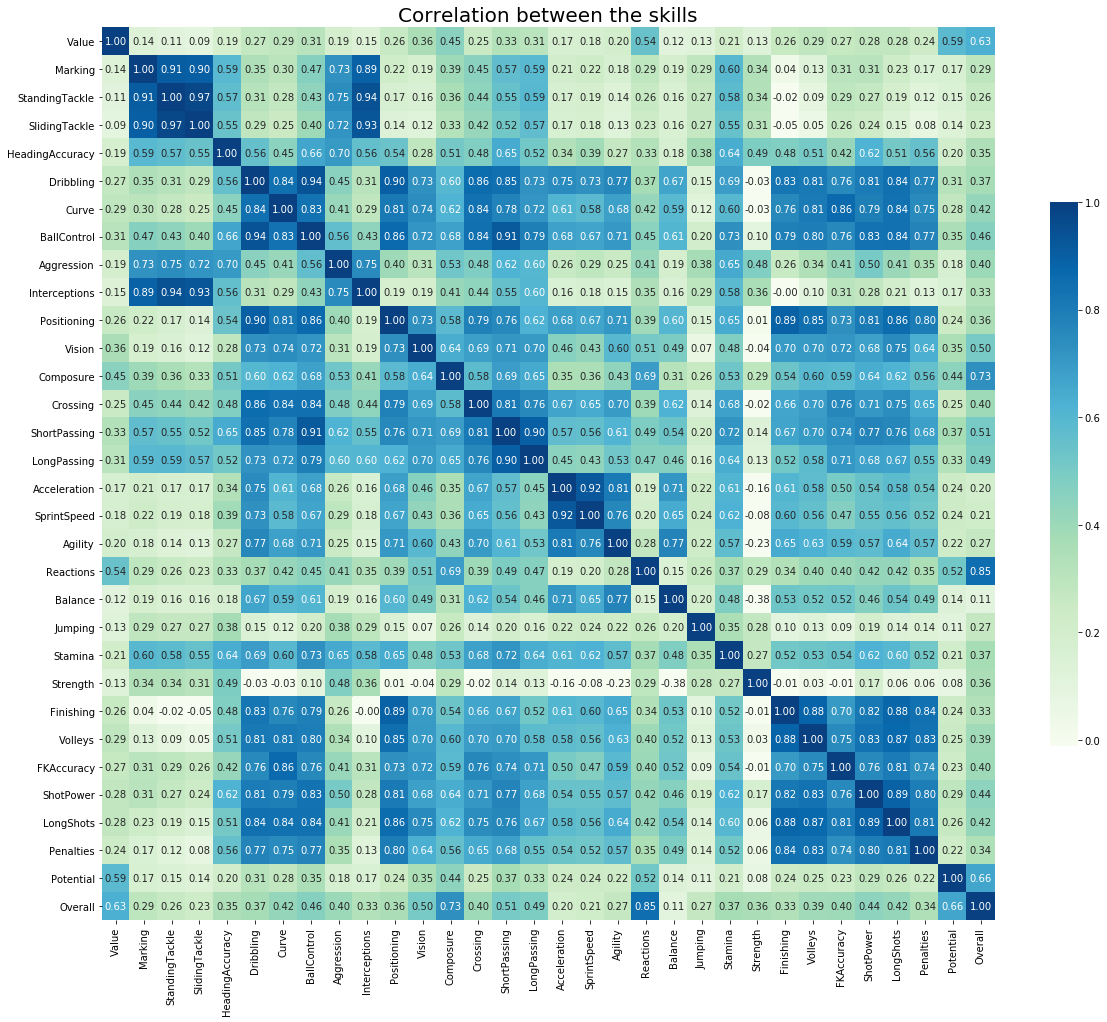 Correlation between the skills
Value 1.00 0.14 0.11 0.09 0.19 0.27 0.29 0.31 0.19 0.15 0.26 0.36 0.45 0.25 0.33 0.31 0.17 0.18 0.20 0.54 0.12 0.13 0.21 0.13 0.26 0.29 0.27 0.28 0.28 0.24 0.59 0.63
Marking 0.14 1.00 0.91 0.90 0.59 0.35 0.30 0.47 0.73 0.89 0.22 0.19 0.39 0.45 0.57 0.59 0.21 0.22 0.18 0.29 0.19 0.29 0.60 0.34 0.04 0.13 0.31 0.31 0.23 0.17 0.17 0.29
StandingTackle 0.11 0.91 1.00 0.97 0.57 0.31 0.28 0.43 0.75 0.94 0.17 0.16 0.36 0.44 0.55 0.59 0.17 0.19 0.14 0.26 0.16 0.27 0.58 0.34 -0.02 0.09 0.29 0.27 0.19 0.12 0.15 0.26
SlidingTackle 0.09 0.90 0.97 1.00 0.55 0.29 0.25 0.40 0.72 0.93 0.14 0.12 0.33 0.42 0.52 0.57 0.17 0.18 0.13 0.23 0.16 0.27 0.55 0.31 -0.05 0.05 0.26 0.24 0.15 0.08 0.14 0.23
HeadingAccuracy 0.19 0.59 0.57 0.55 1.00 0.56 0.45 0.66 0.70 0.56 0.54 0.28 0.51 0.48 0.65 0.52 0.34 0.39 0.27 0.33 0.18 0.38 0.64 0.49 0.48 0.51 0.42 0.62 0.51 0.56 0.20 0.35
Dribbling 0.27 0.35 0.31 0.29 0.56 1.00 0.84 0.94 0.45 0.31 0.90 0.73 0.60 0.86 0.85 0.73 0.75 0.73 0.77 0.37 0.67 0.15 0.69 -0.03 0.83 0.81 0.76 0.81 0.84 0.77 0.31 0.37
Curve 0.29 0.30 0.28 0.25 0.45 0.84 1.00 0.83 0.41 0.29 0.81 0.74 0.62 0.84 0.78 0.72 0.61 0.58 0.68 0.42 0.59 0.12 0.60 -0.03 0.76 0.81 0.86 0.79 0.84 0.75 0.28 0.42
BallControl 0.31 0.47 0.43 0.40 0.66 0.94 0.83 1.00 0.56 0.43 0.86 0.72 0.68 0.84 0.91 0.79 0.68 0.67 0.71 0.45 0.61 0.20 0.73 0.10 0.79 0.80 0.76 0.83 0.84 0.77 0.35 0.46
Aggression 0.19 0.73 0.75 0.72 0.70 0.45 0.41 0.56 1.00 0.75 0.40 0.31 0.53 0.48 0.62 0.60 0.26 0.29 0.25 0.41 0.19 0.38 0.65 0.48 0.26 0.34 0.41 0.50 0.41 0.35 0.18 0.40
Interceptions 0.15 0.89 0.94 0.93 0.56 0.31 0.29 0.43 0.75 1.00 0.19 0.19 0.41 0.44 0.55 0.60 0.16 0.18 0.15 0.35 0.16 0.29 0.58 0.36 -0.00 0.10 0.31 0.28 0.21 0.13 0.17 0.33
Positioning 0.26 0.22 0.17 0.14 0.54 0.90 0.81 0.86 0.40 0.19 1.00 0.73 0.58 0.79 0.76 0.62 0.68 0.67 0.71 0.39 0.60 0.15 0.65 0.01 0.89 0.85 0.73 0.81 0.86 0.80 0.24 0.36
Vision 0.36 0.19 0.16 0.12 0.28 0.73 0.74 0.72 0.31 0.19 0.73 1.00 0.64 0.69 0.71 0.70 0.46 0.43 0.60 0.51 0.49 0.07 0.48 -0.04 0.70 0.70 0.72 0.68 0.75 0.64 0.35 0.50
Composure 0.45 0.39 0.36 0.33 0.51 0.60 0.62 0.68 0.53 0.41 0.58 0.64 1.00 0.58 0.69 0.65 0.35 0.36 0.43 0.69 0.31 0.26 0.53 0.29 0.54 0.60 0.59 0.64 0.62 0.56 0.44 0.73
Crossing 0.25 0.45 0.44 0.42 0.48 0.86 0.84 0.84 0.48 0.44 0.79 0.69 0.58 1.00 0.81 0.76 0.67 0.65 0.70 0.39 0.62 0.14 0.68 -0.02 0.66 0.70 0.76 0.71 0.75 0.65 0.25 0.40
ShortPassing 0.33 0.57 0.55 0.52 0.65 0.85 0.78 0.91 0.62 0.55 0.76 0.71 0.69 0.81 1.00 0.90 0.57 0.56 0.61 0.49 0.54 0.20 0.72 0.14 0.67 0.70 0.74 0.77 0.76 0.68 0.37 0.51
LongPassing 0.31 0.59 0.59 0.57 0.52 0.73 0.72 0.79 0.60 0.60 0.62 0.70 0.65 0.76 0.90 1.00 0.45 0.43 0.53 0.47 0.46 0.16 0.64 0.13 0.52 0.58 0.71 0.68 0.67 0.55 0.33 0.49
Acceleration 0.17 0.21 0.17 0.17 0.34 0.75 0.61 0.68 0.26 0.16 0.68 0.46 0.35 0.67 0.57 0.45 1.00 0.92 0.81 0.19 0.71 0.22 0.61 -0.16 0.61 0.58 0.50 0.54 0.58 0.54 0.24 0.20
SprintSpeed 0.18 0.22 0.19 0.18 0.39 0.73 0.58 0.67 0.29 0.18 0.67 0.43 0.36 0.65 0.56 0.43 0.92 1.00 0.76 0.20 0.65 0.24 0.62 -0.08 0.60 0.56 0.47 0.55 0.56 0.52 0.24 0.21
Agility 0.20 0.18 0.14 0.13 0.27 0.77 0.68 0.71 0.25 0.15 0.71 0.60 0.43 0.70 0.61 0.53 0.81 0.76 1.00 0.28 0.77 0.22 0.57 -0.23 0.65 0.63 0.59 0.57 0.64 0.57 0.22 0.27
Reactions 0.54 0.29 0.26 0.23 0.33 0.37 0.42 0.45 0.41 0.35 0.39 0.51 0.69 0.39 0.49 0.47 0.19 0.20 0.28 1.00 0.15 0.26 0.37 0.29 0.34 0.40 0.40 0.42 0.42 0.35 0.52 0.85
Balance 0.12 0.19 0.16 0.16 0.18 0.67 0.59 0.61 0.19 0.16 0.60 0.49 0.31 0.62 0.54 0.46 0.71 0.65 0.77 0.15 1.00 0.20 0.48 -0.38 0.53 0.52 0.52 0.46 0.54 0.49 0.14 0.11
Jumping 0.13 0.29 0.27 0.27 0.38 0.15 0.12 0.20 0.38 0.29 0.15 0.07 0.26 0.14 0.20 0.16 0.22 0.24 0.22 0.26 0.20 1.00 0.35 0.28 0.10 0.13 0.09 0.19 0.14 0.14 0.11 0.27
Stamina 0.21 0.60 0.58 0.55 0.64 0.69 0.60 0.73 0.65 0.58 0.65 0.48 0.53 0.68 0.72 0.64 0.61 0.62 0.57 0.37 0.48 0.35 1.00 0.27 0.52 0.53 0.54 0.62 0.60 0.52 0.21 0.37
Strength 0.13 0.34 0.34 0.31 0.49 -0.03 -0.03 0.10 0.48 0.36 0.01 -0.04 0.29 -0.02 0.14 0.13 -0.16 -0.08 -0.23 0.29 -0.38 0.28 0.27 1.00 -0.01 0.03 -0.01 0.17 0.06 0.06 0.08 0.36
Finishing 0.26 0.04 -0.02 -0.05 0.48 0.83 0.76 0.79 0.26 -0.00 0.89 0.70 0.54 0.66 0.67 0.52 0.61 0.60 0.65 0.34 0.53 0.10 0.52 -0.01 1.00 0.88 0.70 0.82 0.88 0.84 0.24 0.33
Volleys 0.29 0.13 0.09 0.05 0.51 0.81 0.81 0.80 0.34 0.10 0.85 0.70 0.60 0.70 0.70 0.58 0.58 0.56 0.63 0.40 0.52 0.13 0.53 0.03 0.88 1.00 0.75 0.83 0.87 0.83 0.25 0.39
FKAccuracy 0.27 0.31 0.29 0.26 0.42 0.76 0.86 0.76 0.41 0.31 0.73 0.72 0.59 0.76 0.74 0.71 0.50 0.47 0.59 0.40 0.52 0.09 0.54 -0.01 0.70 0.75 1.00 0.76 0.81 0.74 0.23 0.40
ShotPower 0.28 0.31 0.27 0.24 0.62 0.81 0.79 0.83 0.50 0.28 0.81 0.68 0.64 0.71 0.77 0.68 0.54 0.55 0.57 0.42 0.46 0.19 0.62 0.17 0.82 0.83 0.76 1.00 0.89 0.80 0.29 0.44
LongShots 0.28 0.23 0.19 0.15 0.51 0.84 0.84 0.84 0.41 0.21 0.86 0.75 0.62 0.75 0.76 0.67 0.58 0.56 0.64 0.42 0.54 0.14 0.60 0.06 0.88 0.87 0.81 0.89 1.00 0.81 0.26 0.42
Penalties 0.24 0.17 0.12 0.08 0.56 0.77 0.75 0.77 0.35 0.13 0.80 0.64 0.56 0.65 0.68 0.55 0.54 0.52 0.57 0.35 0.49 0.14 0.52 0.06 0.84 0.83 0.74 0.80 0.81 1.00 0.22 0.34
Potential 0.59 0.17 0.15 0.14 0.20 0.31 0.28 0.35 0.18 0.17 0.24 0.35 0.44 0.25 0.37 0.33 0.24 0.24 0.22 0.52 0.14 0.11 0.21 0.08 0.24 0.25 0.23 0.29 0.26 0.22 1.00 0.66
Overall 0.63 0.29 0.26 0.23 0.35 0.37 0.42 0.46 0.40 0.33 0.36 0.50 0.73 0.40 0.51 0.49 0.20 0.21 0.27 0.85 0.11 0.27 0.37 0.36 0.33 0.39 0.40 0.44 0.42 0.34 0.66 1.00
Value Marking StandingTackle SlidingTackle HeadingAccuracy Dribbling Curve BallControl Aggression Interceptions Positioning Vision Composure Crossing ShortPassing LongPassing Acceleration SprintSpeed Agility Reactions Balance Jumping Stamina Strength Finishing Volleys FKAccuracy ShotPower LongShots Penalties Potential Overall
1.0
0.8
0.6
0.4
0.2
0.0